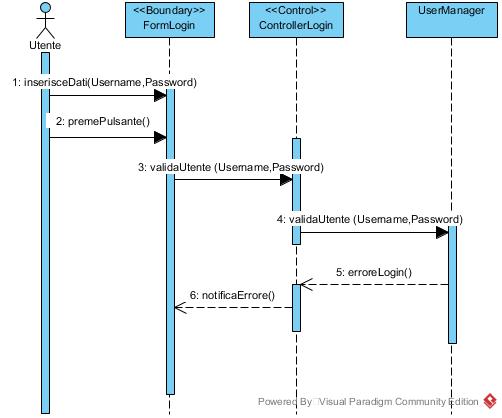 <<Boundary>>
FormLogin
<<Control>>
ControllerLogin
UserManager
Utente
1: inserisceDati(Username,Password)
2: premePulsante()
3: validaUtente (Username,Password)
4: validaUtente (Username,Password)
5: erroreLogin()
6: notificaErrore()
Powered By Visual Paradigm Community Edition